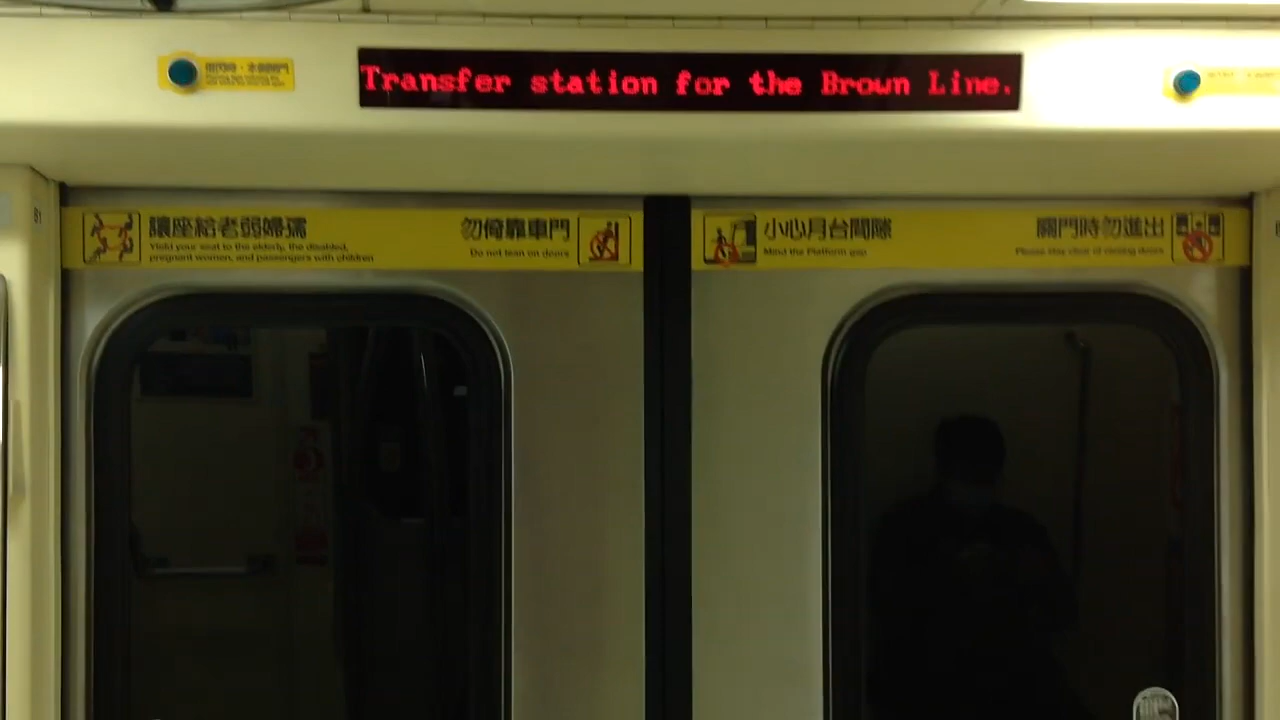 Transfer station for the Brown Line.
讓座給老弱婦孺
Yield your seat to the elderly, the disabled,
pregnant women, and passengers with children
勿倚靠車門
Do not lean on doors
小心月台間隙
Mind the Platform gap
關門時勿進出
Please stay clear of closing doors